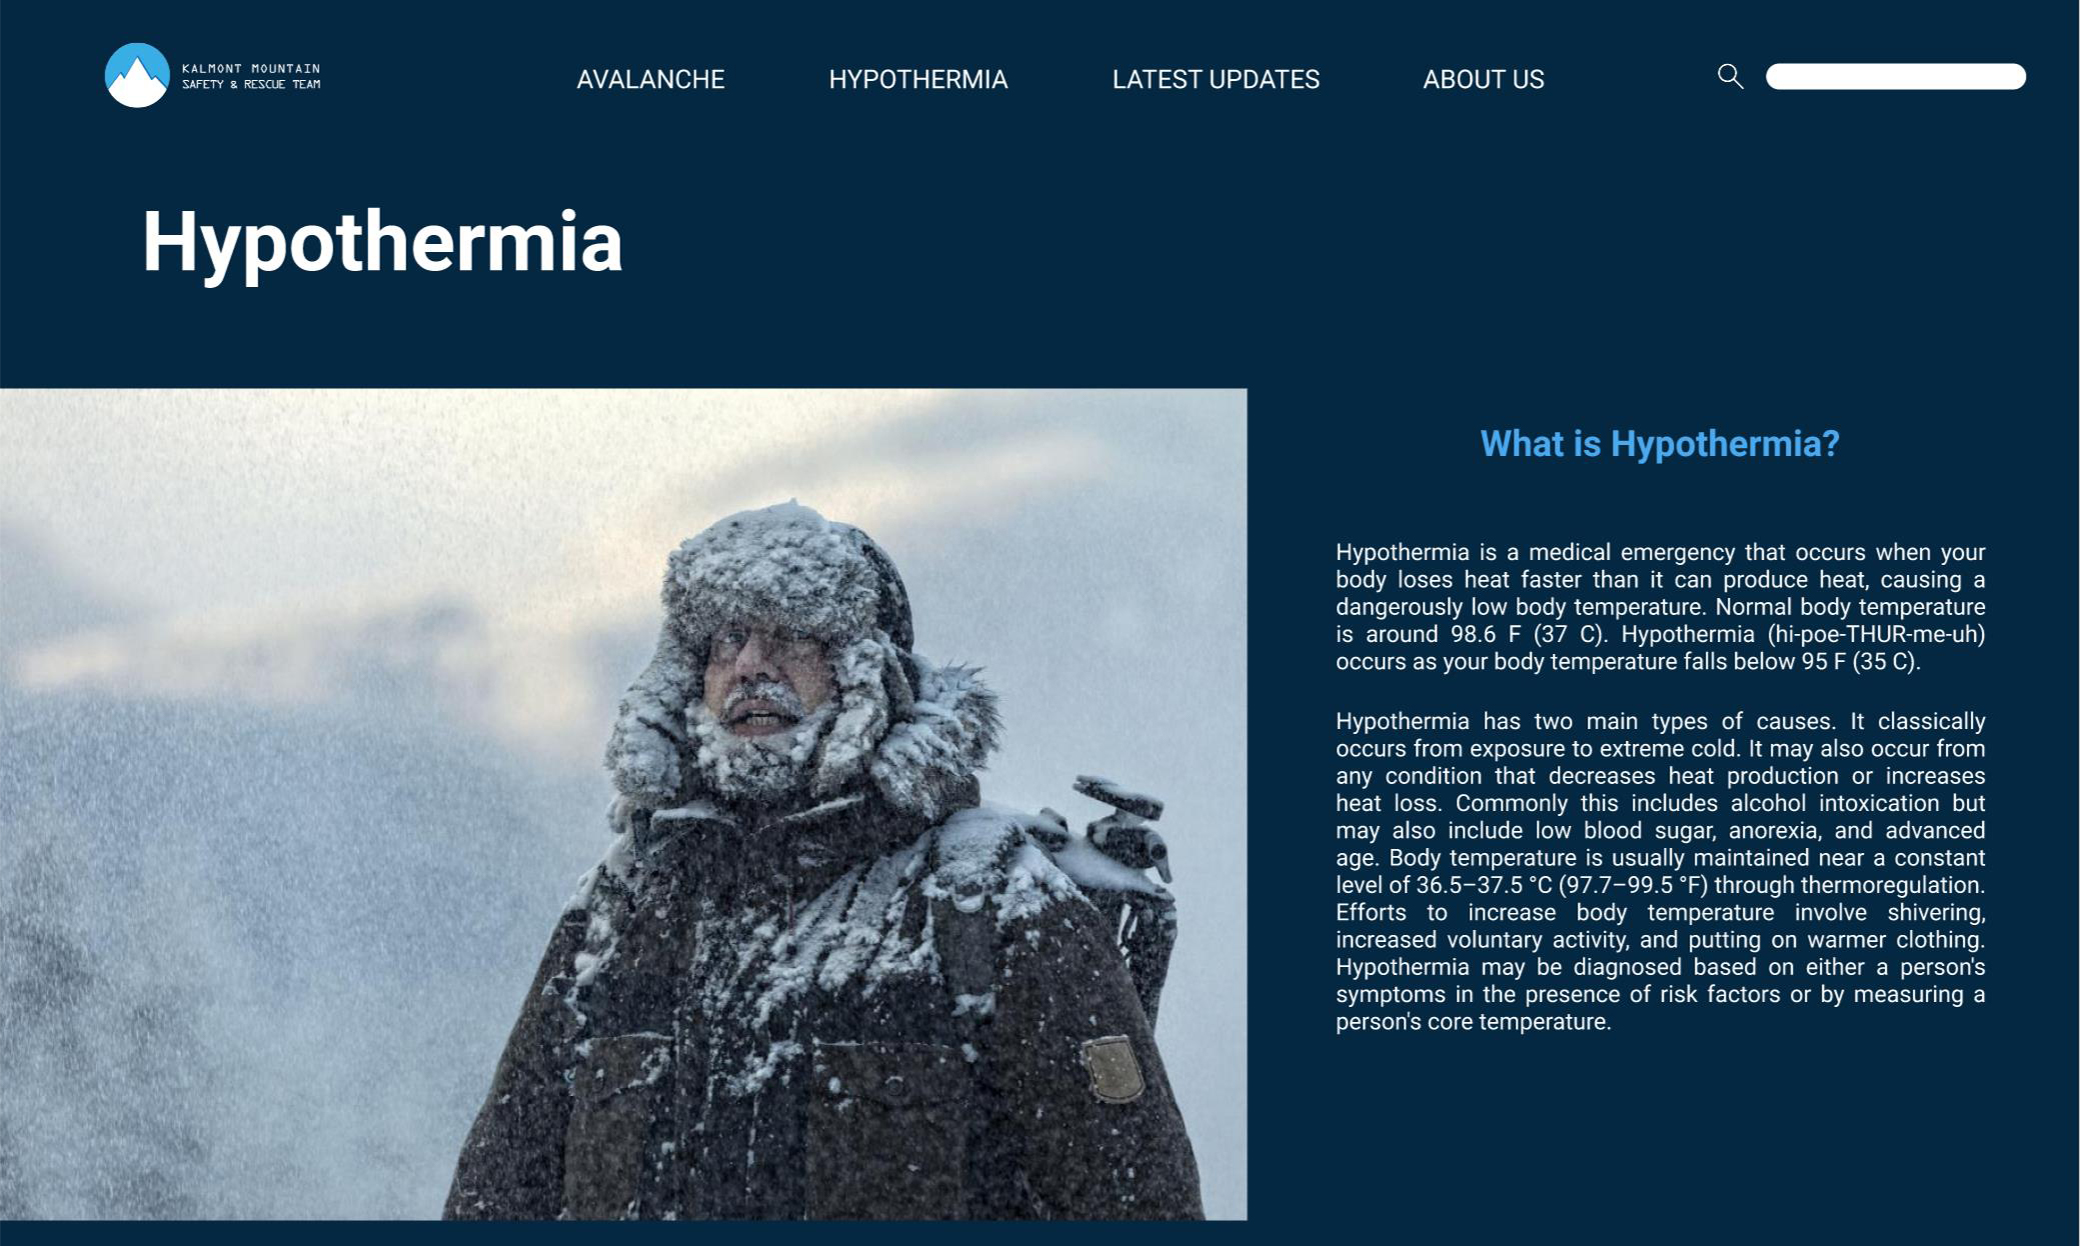 KALMONT MOUNTAIN
SAFETY & RESCUE TEAM
AVALANCHE
HYPOTHERMIA
LATEST UPDATES
ABOUT US
Hypothermia
What is Hypothermia?
Hypothermia is a medical emergency that occurs when your
body loses heat faster than it can produce heat, causing a
dangerously low body temperature. Normal body temperature
is around 98.6 F (37 C). Hypothermia (hi-poe-THUR-me-uh)
occurs as your body temperature falls below 95 F (35 C).
Hypothermia has two main types of causes. It classically
occurs from exposure to extreme cold. It may also occur from
any condition that decreases heat production or increases
heat loss. Commonly this includes alcohol intoxication but
may also include low blood sugar, anorexia, and advanced
age. Body temperature is usually maintained near a constant
level of 36.5–37.5 °C (97.7–99.5 °F) through thermoregulation.
Efforts to increase body temperature involve shivering,
increased voluntary activity, and putting on warmer clothing.
Hypothermia may be diagnosed based on either a person's
symptoms in the presence of risk factors or by measuring a
person's core temperature.